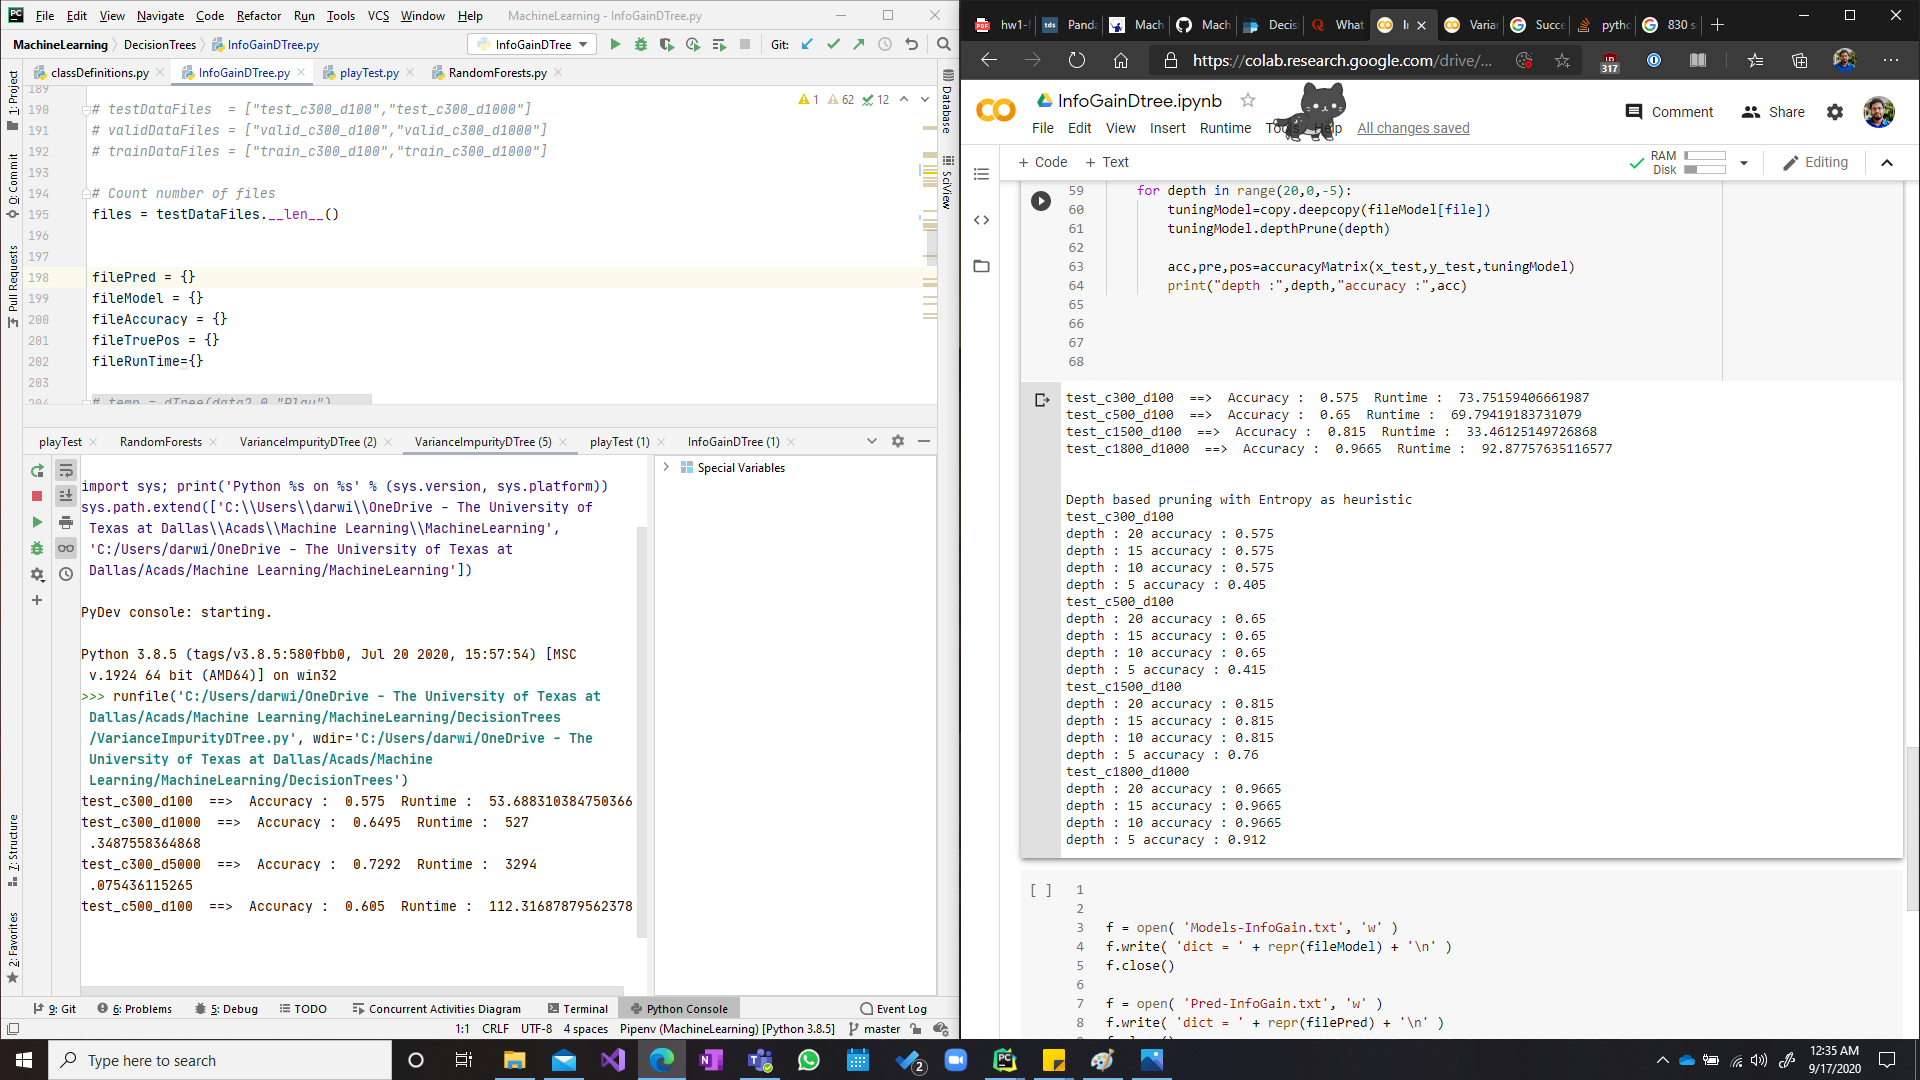 File Edit View Navigate Code Refactor Run Tools VCS Window Help MachineLearning - InfoGainDTree.py
MachineLearning DecisionTrees InfoGainDTree.py InfoGainDTree Git:
classDefinitions.py InfoGainDTree.py playTest.py RandomForests.py
1: Project
0: Commit
Pull Requests
7: Structure
2: Favorites
Database
SciView
1 62 12
189
190 # testDataFiles  = ["test_c300_d100","test_c300_d1000"]
191 # validDataFiles = ["valid_c300_d100","valid_c300_d1000"]
192 # trainDataFiles = ["train_c300_d100","train_c300_d1000"]
193
194 # Count number of files
195 files = testDataFiles.__len__()
196
197
198 filePred = {}
199 fileModel = {}
200 fileAccuracy = {}
201 fileTruePos = {}
202 fileRunTime={}
203
204 # temp = dTree(data2,0,"Play")
playTest RandomForests VarianceImpurityDTree (2) VarianceImpurityDTree (5) playTest (1) InfoGainDTree (1)
Special Variables
import sys; print('Python %s on %s' % (sys.version, sys.platform))
sys.path.extend(['C:\\Users\\darwi\\OneDrive - The University of
Texas at Dallas\\Acads\\Machine Learning\\MachineLearning',
'C:/Users/darwi/OneDrive - The University of Texas at
Dallas/Acads/Machine Learning/MachineLearning'])
PyDev console: starting.
Python 3.8.5 (tags/v3.8.5:580fbb0, Jul 20 2020, 15:57:54) [MSC
v.1924 64 bit (AMD64)] on win32
>>> runfile('C:/Users/darwi/OneDrive - The University of Texas at
Dallas/Acads/Machine Learning/MachineLearning/DecisionTrees
/VarianceImpurityDTree.py', wdir='C:/Users/darwi/OneDrive - The
University of Texas at Dallas/Acads/Machine
Learning/MachineLearning/DecisionTrees')
test_c300_d100  ==>  Accuracy :  0.575  Runtime :  53.688310384750366
test_c300_d1000  ==>  Accuracy :  0.6495  Runtime :  527
.3487558364868
test_c300_d5000  ==>  Accuracy :  0.7292  Runtime :  3294
.075436115265
test_c500_d100  ==>  Accuracy :  0.605  Runtime :  112.31687879562378
9: Git 6: Problems 5: Debug TODO Concurrent Activities Diagram Terminal Python Console Event Log
1:1 CRLF UTF-8 4 spaces Pipenv (MachineLearning) [Python 3.8.5] master
hw1- Panda Mach Mach Decis What I Varia Succe pytho 830 s
https://colab.research.google.com/drive/... 317
InfoGainDtree.ipynb
File Edit View Insert Runtime Tools Help All changes saved
Comment Share
+ Code + Text RAM Disk Editing
59 for depth in range(20,0,-5):
60 tuningModel=copy.deepcopy(fileModel[file])
61 tuningModel.depthPrune(depth)
62
63 acc,pre,pos=accuracyMatrix(x_test,y_test,tuningModel)
64 print("depth :",depth,"accuracy :",acc)
65
66
67
68
test_c300_d100  ==>  Accuracy :  0.575  Runtime :  73.75159406661987
test_c500_d100  ==>  Accuracy :  0.65  Runtime :  69.79419183731079
test_c1500_d100  ==>  Accuracy :  0.815  Runtime :  33.46125149726868
test_c1800_d1000  ==>  Accuracy :  0.9665  Runtime :  92.87757635116577
Depth based pruning with Entropy as heuristic
test_c300_d100
depth : 20 accuracy : 0.575
depth : 15 accuracy : 0.575
depth : 10 accuracy : 0.575
depth : 5 accuracy : 0.405
test_c500_d100
depth : 20 accuracy : 0.65
depth : 15 accuracy : 0.65
depth : 10 accuracy : 0.65
depth : 5 accuracy : 0.415
test_c1500_d100
depth : 20 accuracy : 0.815
depth : 15 accuracy : 0.815
depth : 10 accuracy : 0.815
depth : 5 accuracy : 0.76
test_c1800_d1000
depth : 20 accuracy : 0.9665
depth : 15 accuracy : 0.9665
depth : 10 accuracy : 0.9665
depth : 5 accuracy : 0.912
[ ] 1
2
3 f = open( 'Models-InfoGain.txt', 'w' )
4 f.write( 'dict = ' + repr(fileModel) + '\n' )
5 f.close()
6
7 f = open( 'Pred-InfoGain.txt', 'w' )
8 f.write( 'dict = ' + repr(filePred) + '\n' )
Type here to search
2
12:35 AM
9/17/2020